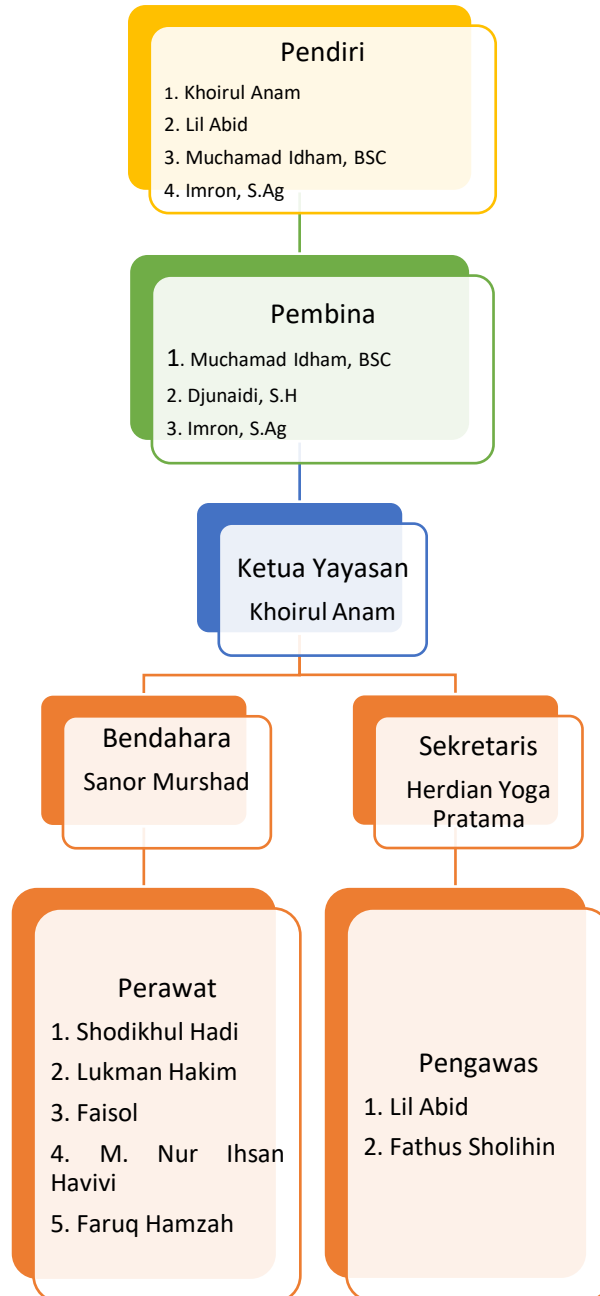 Pendiri
1. Khoirul Anam
2. Lil Abid
3. Muchamad Idham, BSC
4. Imron, S.Ag
Pembina
1. Muchamad Idham, BSC
2. Djunaidi, S.H
3. Imron, S.Ag
Ketua Yayasan
Khoirul Anam
Bendahara
Sanor Murshad
Sekretaris
Herdian Yoga
Pratama
Perawat
1. Shodikhul Hadi
2. Lukman Hakim
3. Faisol
4. M. Nur Ihsan
Havivi
5. Faruq Hamzah
Pengawas
1. Lil Abid
2. Fathus Sholihin